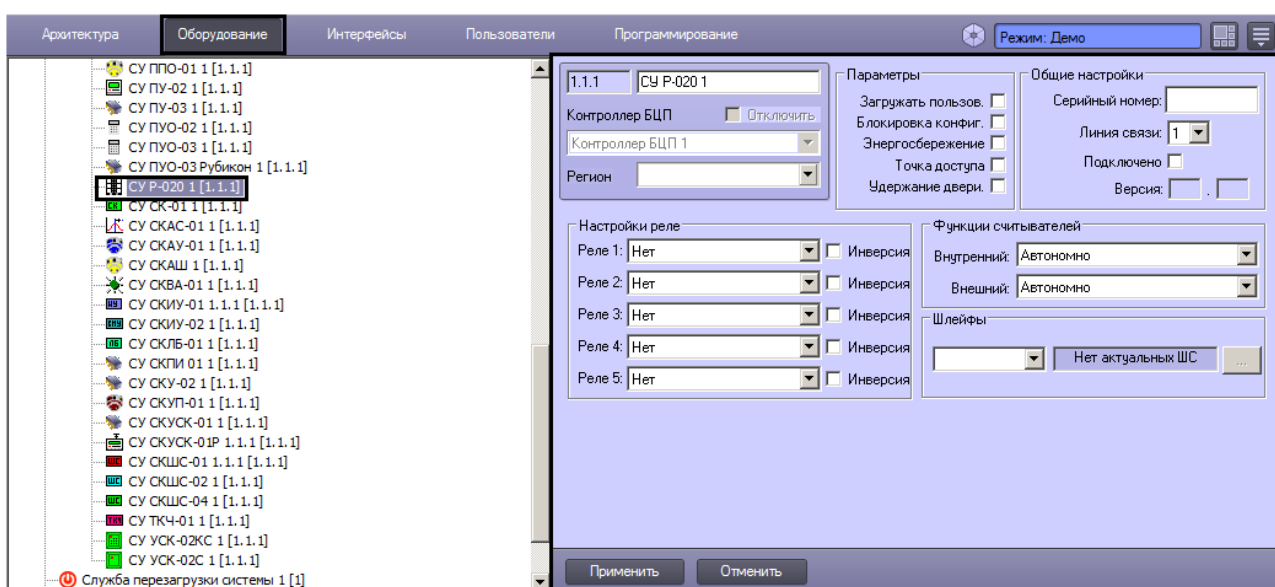 Архитектура Оборудование Интерфейсы Пользователи Программирование Режим: Демо
СУ ППО-01 1 [1.1.1]
СУ ПУ-02 1 [1.1.1]
СУ ПУ-03 1 [1.1.1]
СУ ПУО-02 1 [1.1.1]
СУ ПУО-03 1 [1.1.1]
СУ ПУО-03 Рубикон 1 [1.1.1]
СУ Р-020 1 [1.1.1]
СУ СК-01 1 [1.1.1]
СУ СКАС-01 1 [1.1.1]
СУ СКАУ-01 1 [1.1.1]
СУ СКАШ 1 [1.1.1]
СУ СКВА-01 1 [1.1.1]
СУ СКИУ-01 1.1.1 [1.1.1]
СУ СКИУ-02 1 [1.1.1]
СУ СКЛБ-01 1 [1.1.1]
СУ СКПИ 01 1 [1.1.1]
СУ СКУ-02 1 [1.1.1]
СУ СКУП-01 1 [1.1.1]
СУ СКУСК-01 1 [1.1.1]
СУ СКУСК-01Р 1.1.1 [1.1.1]
СУ СКШС-01 1.1.1 [1.1.1]
СУ СКШС-02 1 [1.1.1]
СУ СКШС-04 1 [1.1.1]
СУ ТКЧ-01 1 [1.1.1]
СУ УСК-02КС 1 [1.1.1]
СУ УСК-02С 1 [1.1.1]
Служба перезагрузки системы 1 [1]
1.1.1 СУ Р-020 1
Контроллер БЦП Отключить
Контроллер БЦП 1
Регион
Параметры
Загружать пользов.
Блокировка конфиг.
Энергосбережение
Точка доступа
Удержание двери.
Общие настройки
Серийный номер:
Линия связи: 1
Подключено
Версия: .
Настройки реле
Реле 1: Нет Инверсия
Реле 2: Нет Инверсия
Реле 3: Нет Инверсия
Реле 4: Нет Инверсия
Реле 5: Нет Инверсия
Функции считывателей
Внутренний: Автономно
Внешний: Автономно
Шлейфы
Нет актуальных ШС ...
Применить Отменить